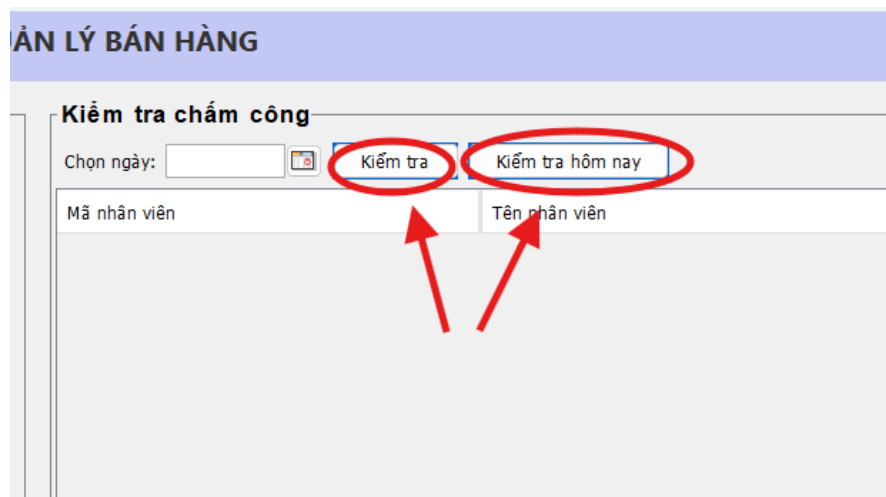 ẢN LÝ BÁN HÀNG
Kiểm tra chấm công
Chọn ngày: Kiểm tra Kiểm tra hôm nay
Mã nhân viên Tên nhân viên